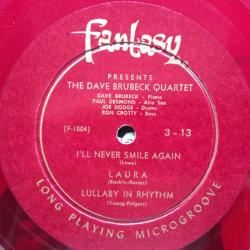 Fantasy
PRESENTS
THE DAVE BRUBECK QUARTET
DAVE BRUBECK - Piano
PAUL DESMOND - Alto Sax
JOE DODGE - Drums
RON CROTTY - Bass
(F-1504) 3-13
I'LL NEVER SMILE AGAIN
(Lowe)
LAURA
(Raskin-Mercer)
LULLABY IN RHYTHM
(Young-Potgers)
LONG PLAYING MICROGROOVE